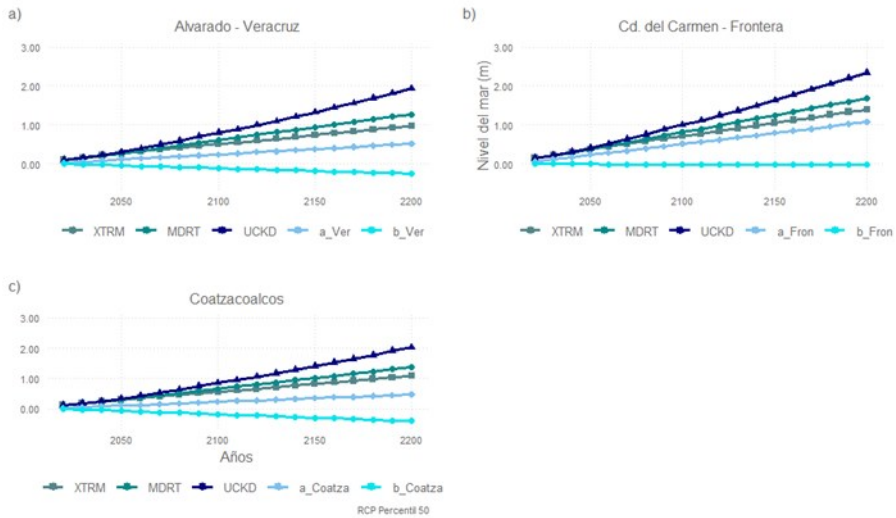 a)
Alvarado - Veracruz
3.00
2.00
1.00
0.00
2050 2100 2150 2200
XTRM MDRT UCKD a_Ver b_Ver
b)
Cd. del Carmen - Frontera
Nivel del mar (m)
3.00
2.00
1.00
0.00
2050 2100 2150 2200
XTRM MDRT UCKD a_Fron b_Fron
c)
Coatzacoalcos
3.00
2.00
1.00
0.00
2050 2100 2150 2200
Años
XTRM MDRT UCKD a_Coatza b_Coatza
RCP Percentil 50